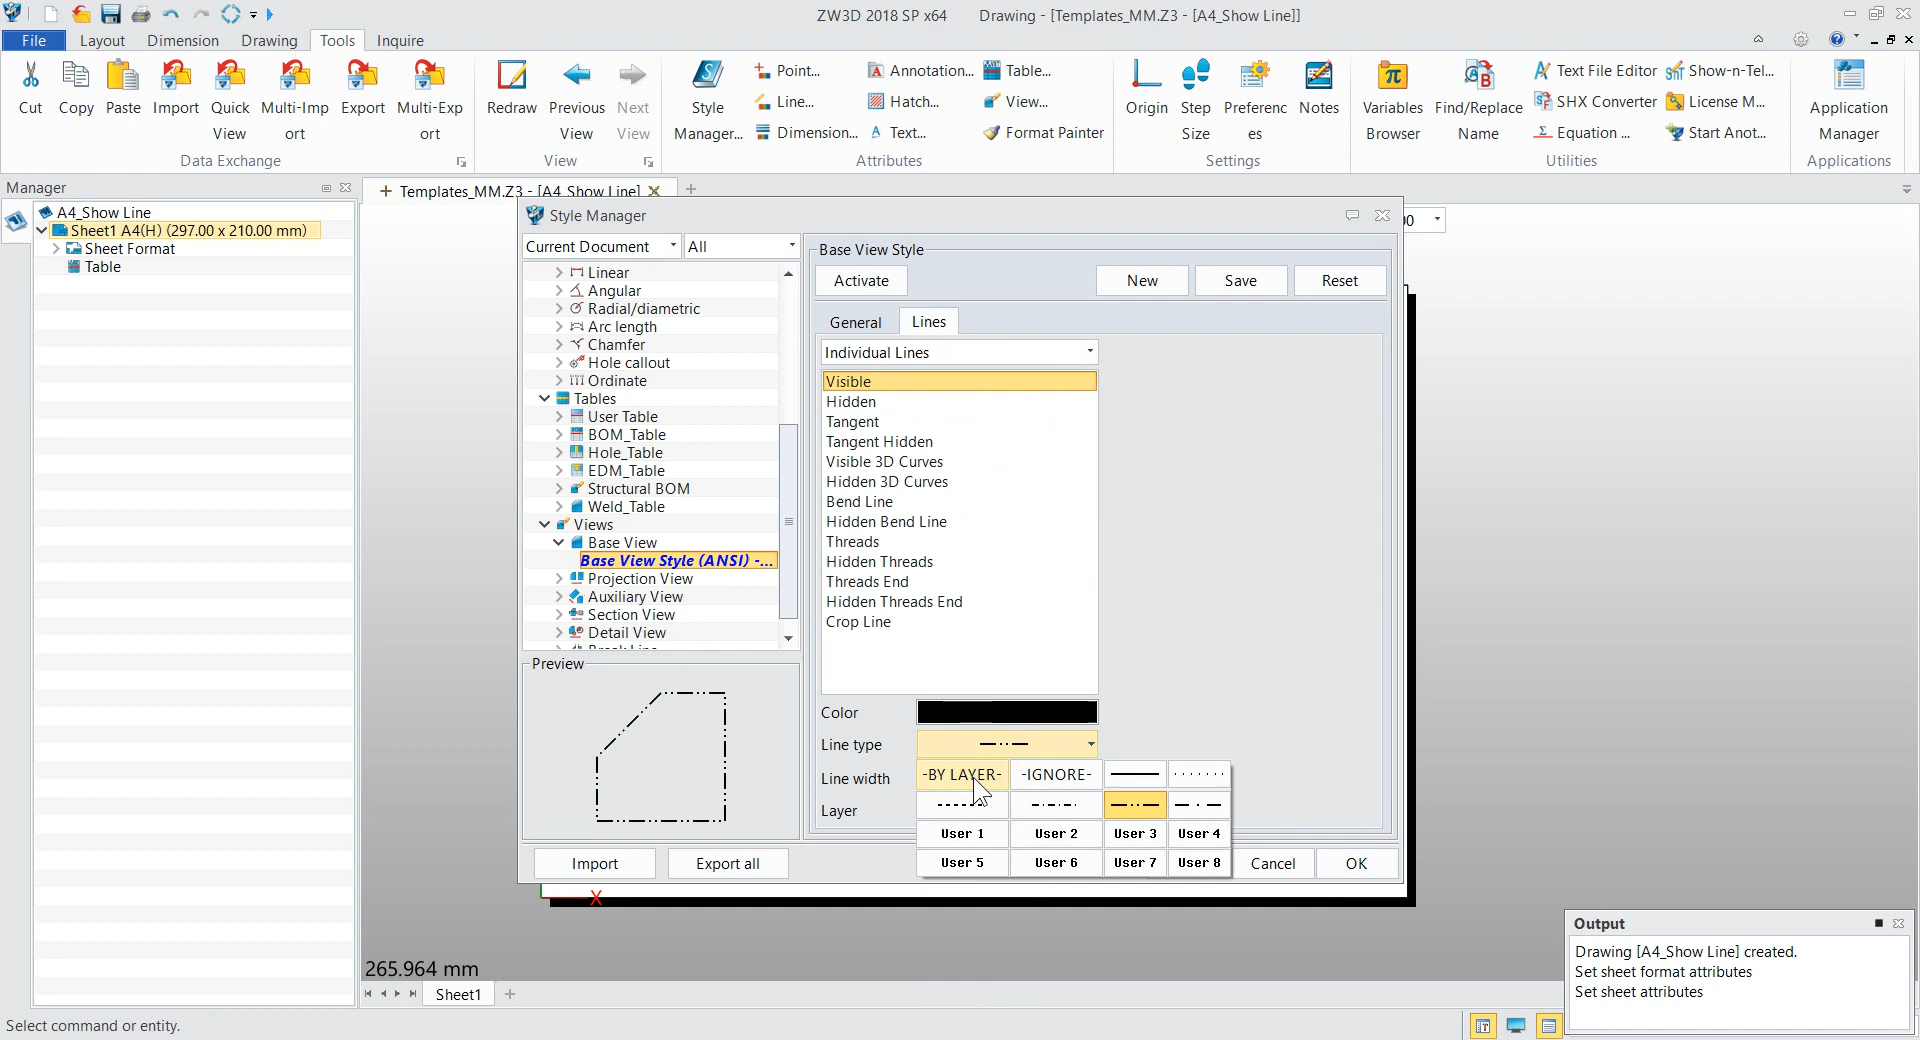 ZW3D 2018 SP x64 Drawing - [Templates_MM.Z3 - [A4_Show Line]]
File Layout Dimension Drawing Tools Inquire
Cut Copy Paste Import Quick View Multi-Imp ort Export Multi-Exp ort
Data Exchange
Redraw Previous View Next View
View
Style Manager...
Point... Annotation... Table...
Line... Hatch... View...
Dimension... Text... Format Painter
Attributes
Origin Step Size Preferenc es Notes
Settings
Variables Browser Find/Replace Name
Text File Editor Show-n-Tel...
SHX Converter License M...
Equation ... Start Anot...
Utilities
Application Manager
Applications
Manager
A4_Show Line
Sheet1 A4(H) (297.00 x 210.00 mm)
Sheet Format
Table
Templates_MM.Z3 - [A4_Show Line]
Style Manager
Current Document All
Linear
Angular
Radial/diametric
Arc length
Chamfer
Hole callout
Ordinate
Tables
User Table
BOM_Table
Hole_Table
EDM_Table
Structural BOM
Weld_Table
Views
Base View
Base View Style (ANSI) -...
Projection View
Auxiliary View
Section View
Detail View
Preview
Import Export all
Base View Style
Activate New Save Reset
General Lines
Individual Lines
Visible
Hidden
Tangent
Tangent Hidden
Visible 3D Curves
Hidden 3D Curves
Bend Line
Hidden Bend Line
Threads
Hidden Threads
Threads End
Hidden Threads End
Crop Line
Color
Line type
Line width
Layer
-BY LAYER- -IGNORE-
User 1 User 2 User 3 User 4
User 5 User 6 User 7 User 8
Cancel OK
X
265.964 mm
Sheet1
Output
Drawing [A4_Show Line] created.
Set sheet format attributes
Set sheet attributes
Select command or entity.